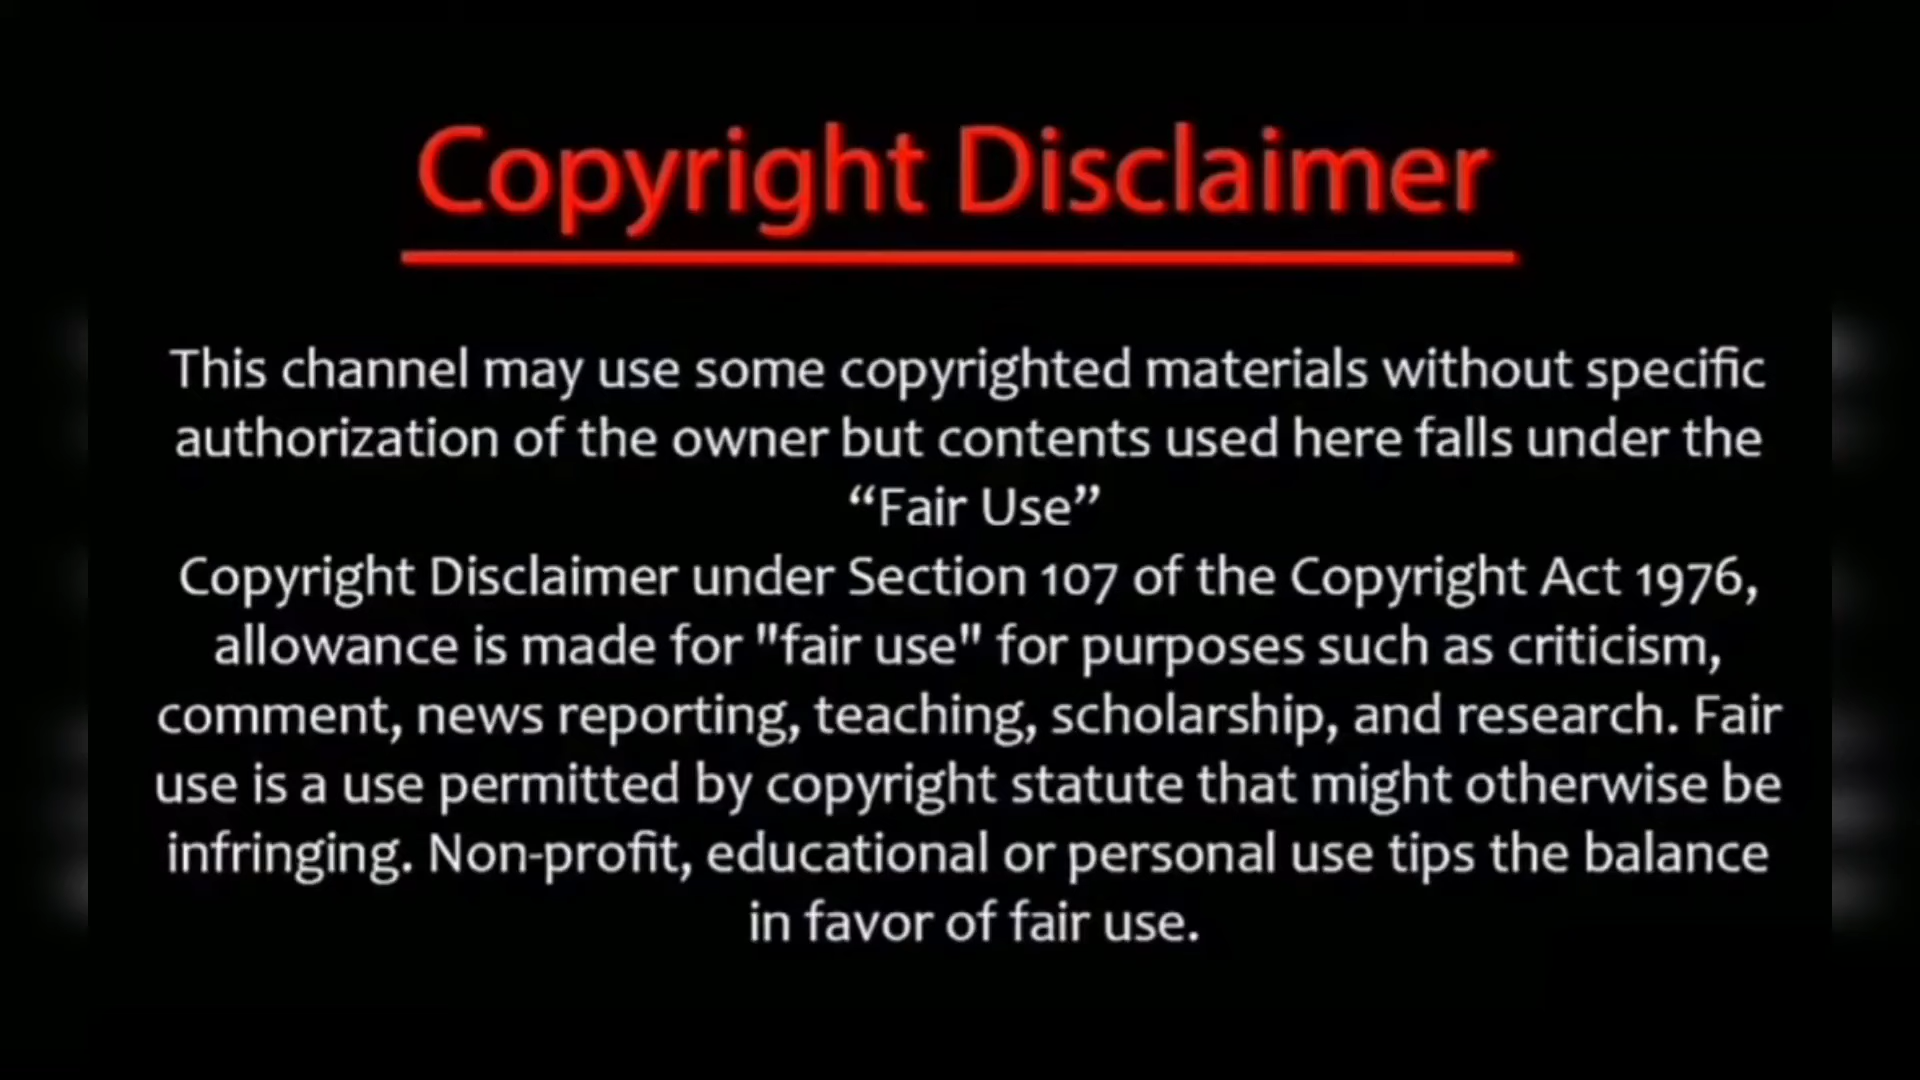 Copyright Disclaimer
This channel may use some copyrighted materials without specific
authorization of the owner but contents used here falls under the
“Fair Use”
Copyright Disclaimer under Section 107 of the Copyright Act 1976,
allowance is made for "fair use" for purposes such as criticism,
comment, news reporting, teaching, scholarship, and research. Fair
use is a use permitted by copyright statute that might otherwise be
infringing. Non-profit, educational or personal use tips the balance
in favor of fair use.